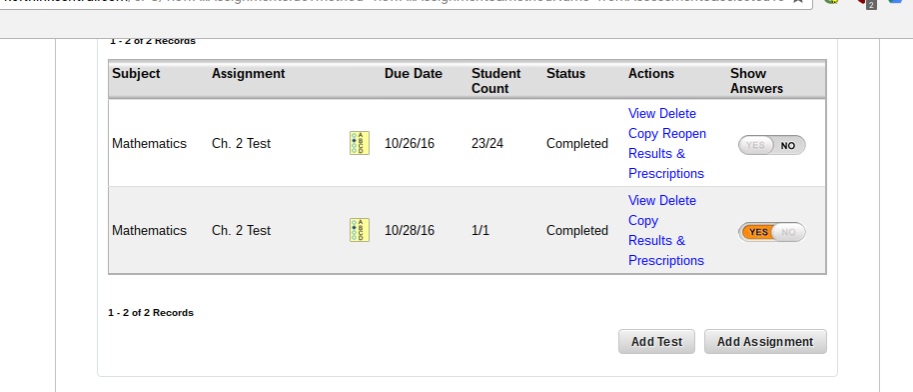 1 - 2 of 2 Records
Subject Assignment Due Date Student Count Status Actions Show Answers
Mathematics Ch. 2 Test 10/26/16 23/24 Completed View Delete
Copy Reopen
Results &
Prescriptions
YES NO
Mathematics Ch. 2 Test 10/28/16 1/1 Completed View Delete
Copy
Results &
Prescriptions
YES NO
1 - 2 of 2 Records
Add Test Add Assignment